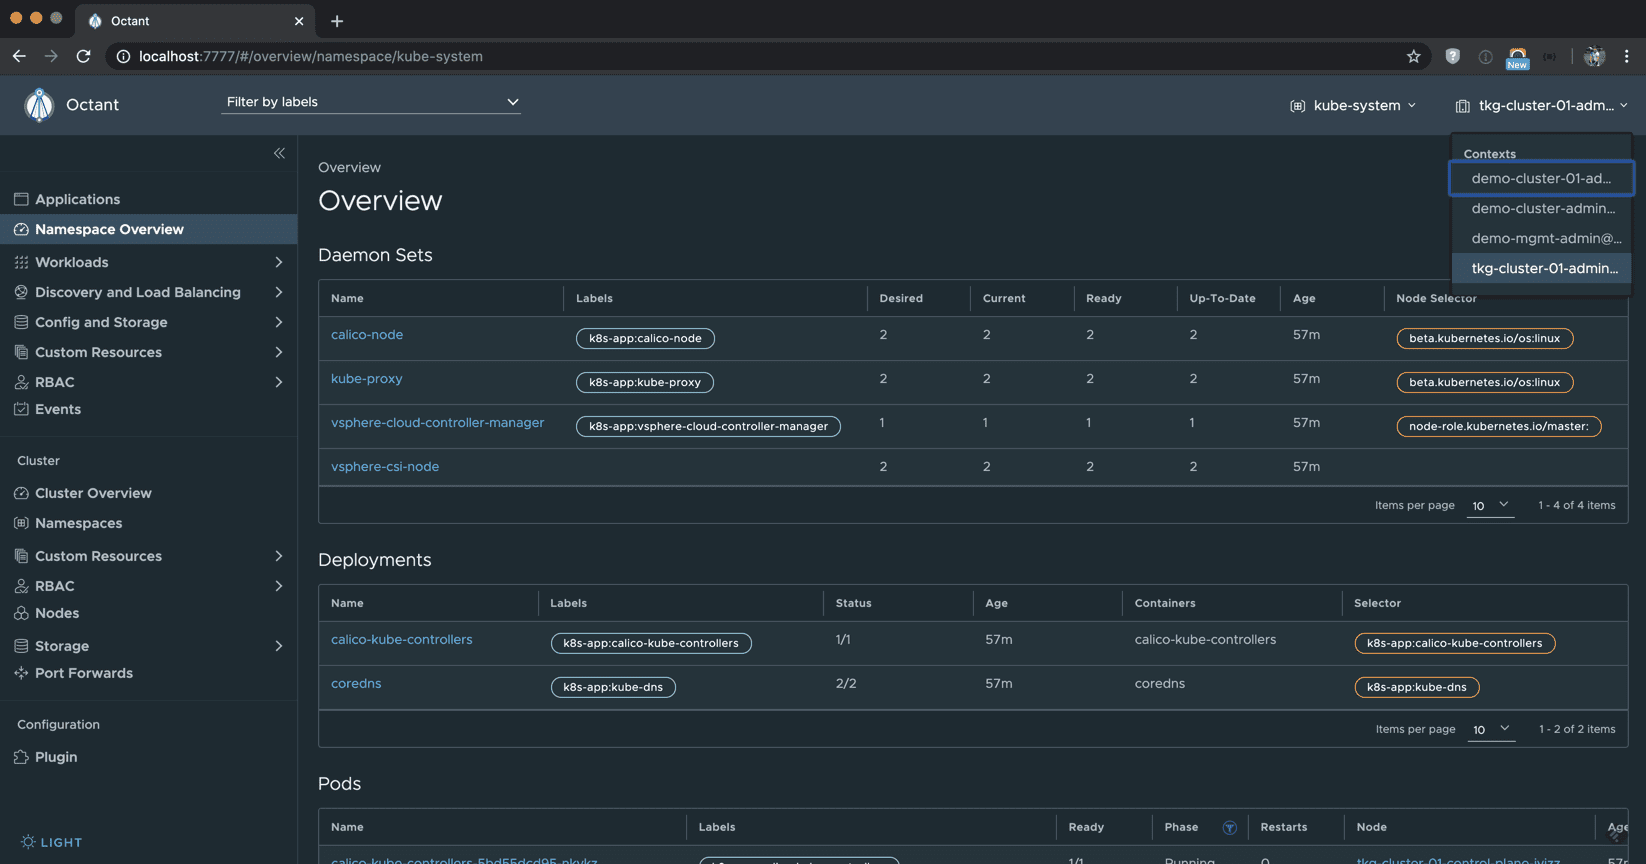 Octant
localhost:7777/#/overview/namespace/kube-system
New
Octant
Filter by labels
kube-system
tkg-cluster-01-adm...
Contexts
demo-cluster-01-ad...
demo-cluster-admin...
demo-mgmt-admin@...
tkg-cluster-01-admin...
Applications
Namespace Overview
Workloads
Discovery and Load Balancing
Config and Storage
Custom Resources
RBAC
Events
Cluster
Cluster Overview
Namespaces
Custom Resources
RBAC
Nodes
Storage
Port Forwards
Configuration
Plugin
LIGHT
Overview
Overview
Daemon Sets
Name Labels Desired Current Ready Up-To-Date Age Node Selector
calico-node k8s-app:calico-node 2 2 2 2 57m beta.kubernetes.io/os:linux
kube-proxy k8s-app:kube-proxy 2 2 2 2 57m beta.kubernetes.io/os:linux
vsphere-cloud-controller-manager k8s-app:vsphere-cloud-controller-manager 1 1 1 1 57m node-role.kubernetes.io/master:
vsphere-csi-node 2 2 2 2 57m
Items per page 10 1 - 4 of 4 items
Deployments
Name Labels Status Age Containers Selector
calico-kube-controllers k8s-app:calico-kube-controllers 1/1 57m calico-kube-controllers k8s-app:calico-kube-controllers
coredns k8s-app:kube-dns 2/2 57m coredns k8s-app:kube-dns
Items per page 10 1 - 2 of 2 items
Pods
Name Labels Ready Phase Restarts Node Age
1/1 Running 0 57m